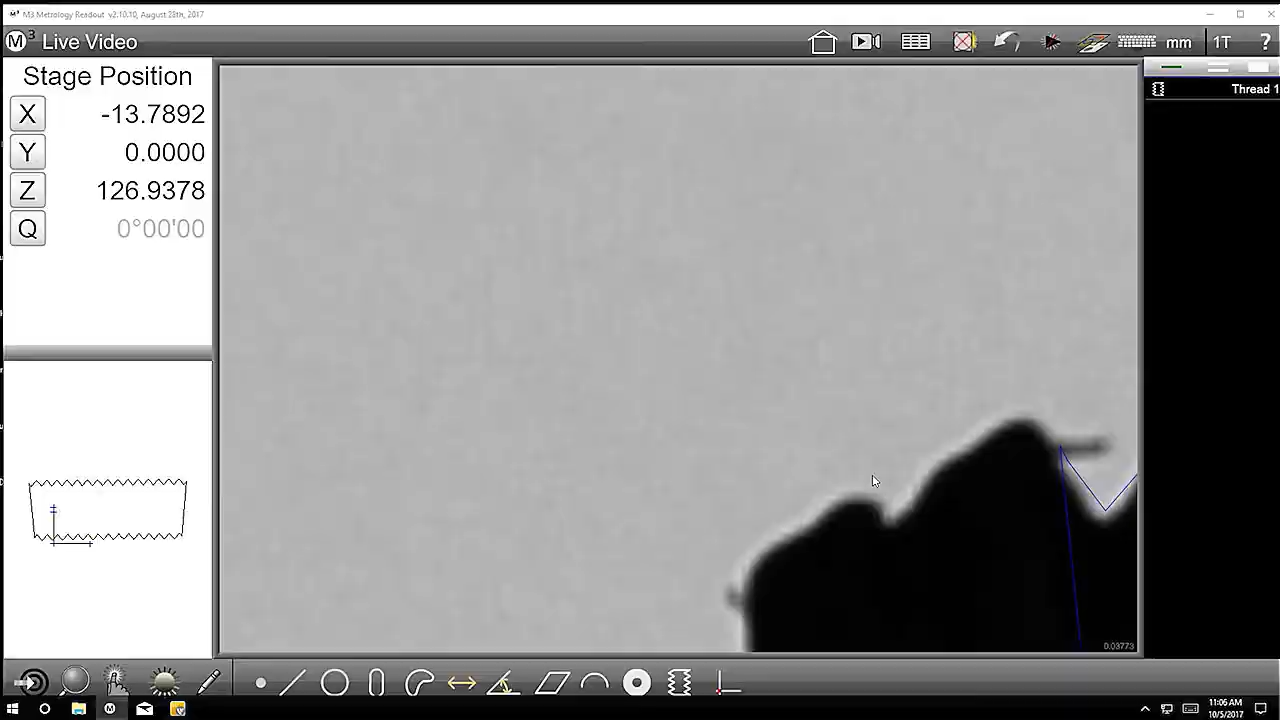 M³ Metrology Readout v2.10.10, August 28th, 2017
M³ Live Video
mm
1T
?
Stage Position
X -13.7892
Y 0.0000
Z 126.9378
Q 0°00'00
Thread 1
0.03773
M
11:06 AM
10/5/2017